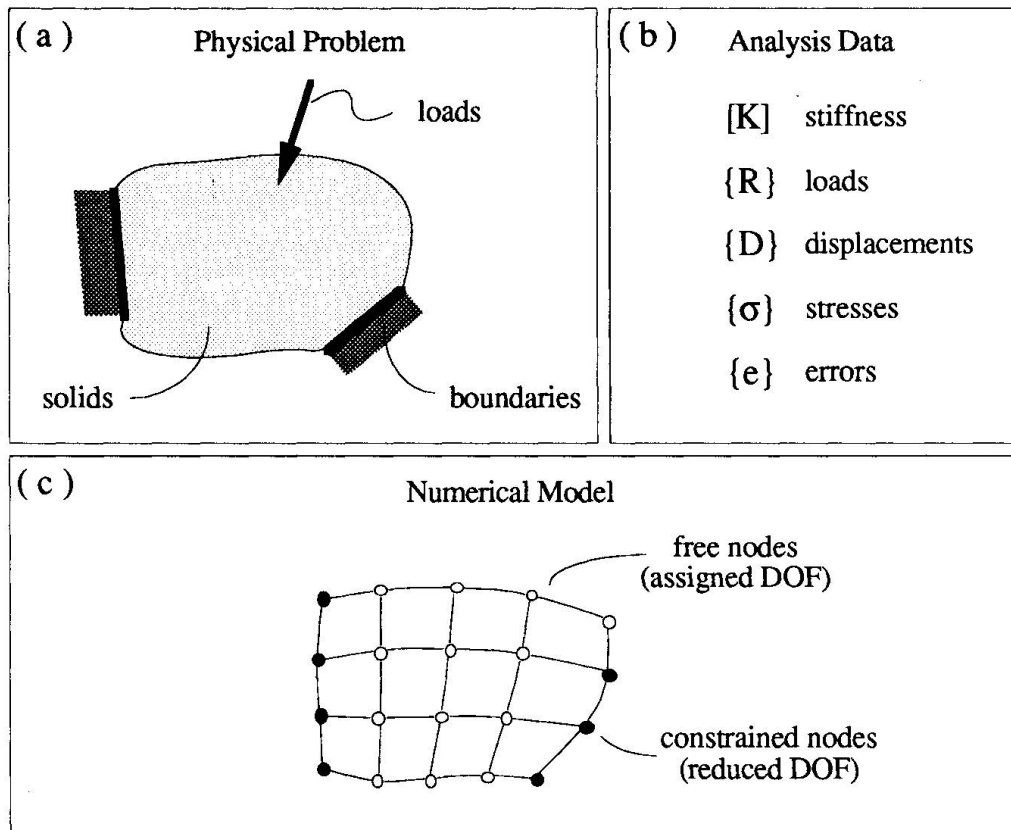 ( a )
Physical Problem
loads
solids
boundaries
( b )
Analysis Data
[K] stiffness
{R} loads
{D} displacements
{σ} stresses
{e} errors
( c )
Numerical Model
free nodes
(assigned DOF)
constrained nodes
(reduced DOF)